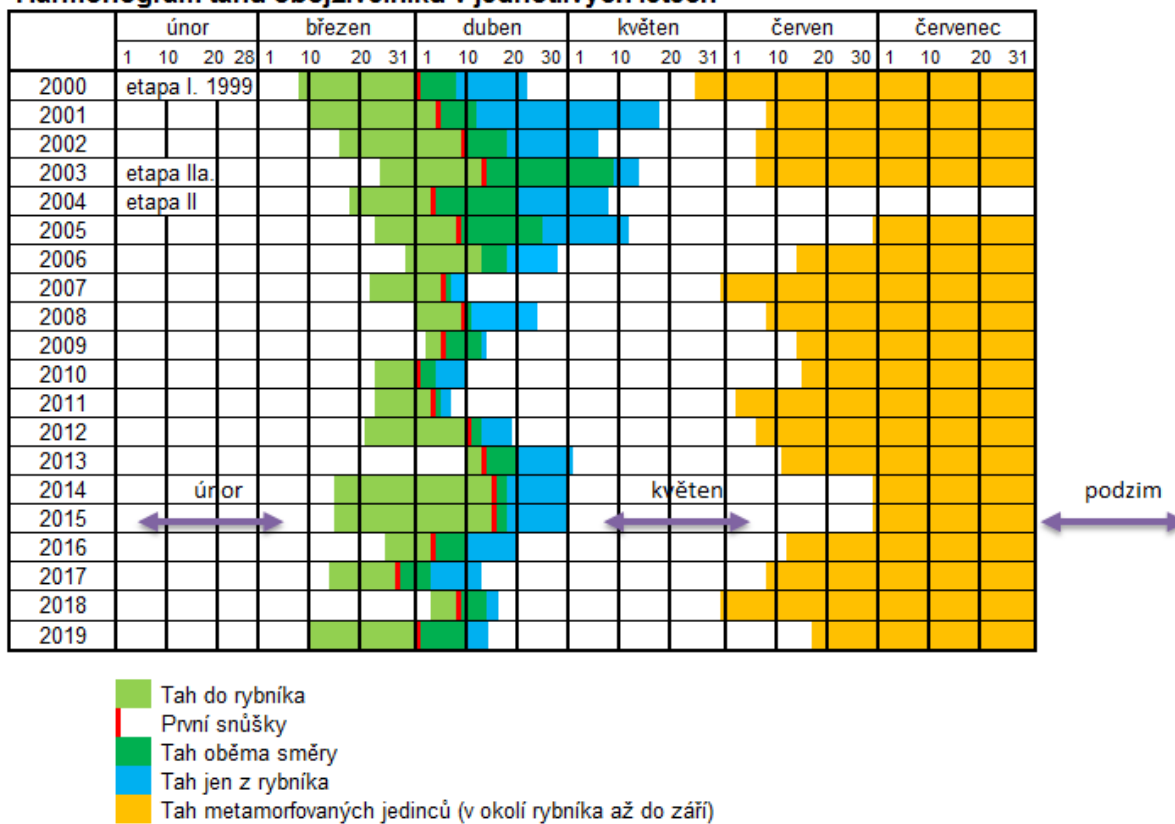 únor březen duben květen červen červenec
1 10 20 28 1 10 20 31 1 10 20 30 1 10 20 31 1 10 20 30 1 10 20 31
2000 etapa I. 1999
2001
2002
2003 etapa IIa.
2004 etapa II
2005
2006
2007
2008
2009
2010
2011
2012
2013
2014 únor květen podzim
2015
2016
2017
2018
2019
Tah do rybníka
První snůšky
Tah oběma směry
Tah jen z rybníka
Tah metamorfovaných jedinců (v okolí rybníka až do září)